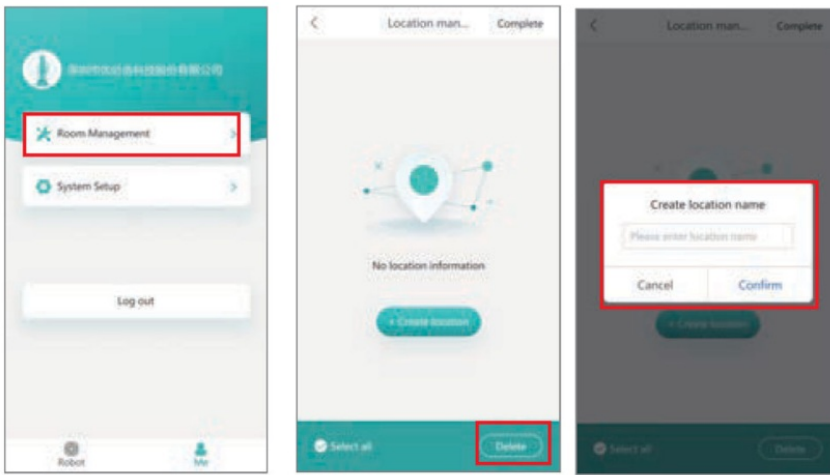 Room Management
System Setup
Log out
Robot
Me
Location man...
Complete
No location information
+ Create location
Select all
Delete
Location man...
Complete
Create location name
Please enter location name
Cancel
Confirm
+ Create location
Select all
Delete